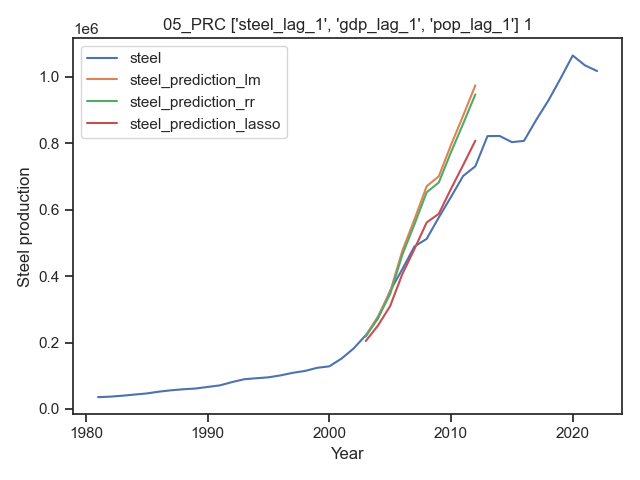 05_PRC ['steel_lag_1', 'gdp_lag_1', 'pop_lag_1'] 1
1e6
steel
steel_prediction_lm
steel_prediction_rr
steel_prediction_lasso
1.0
0.8
0.6
0.4
0.2
0.0
Steel production
1980
1990
2000
2010
2020
Year